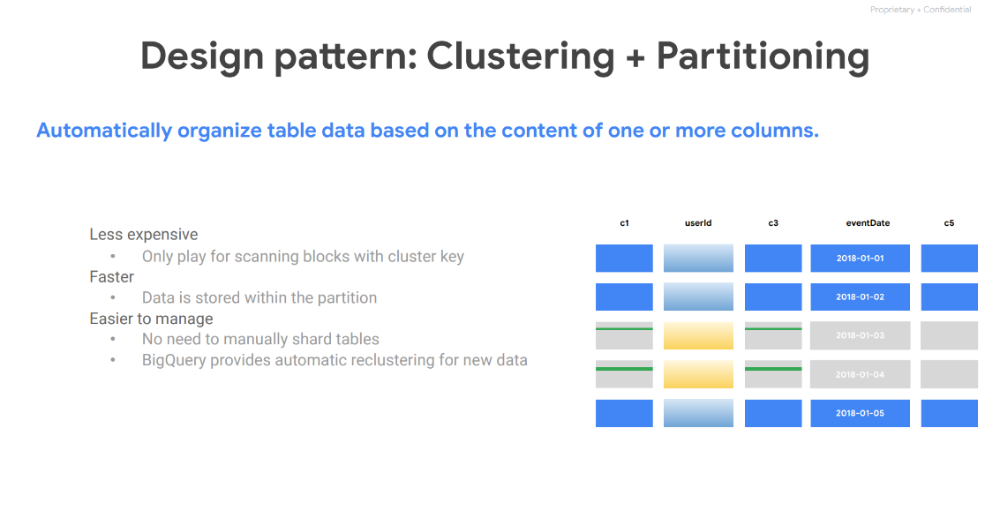 Proprietary + Confidential
Design pattern: Clustering + Partitioning
Automatically organize table data based on the content of one or more columns.
Less expensive
• Only play for scanning blocks with cluster key
Faster
• Data is stored within the partition
Easier to manage
• No need to manually shard tables
• BigQuery provides automatic reclustering for new data
c1 userId c3 eventDate c5
2018-01-01
2018-01-02
2018-01-03
2018-01-04
2018-01-05